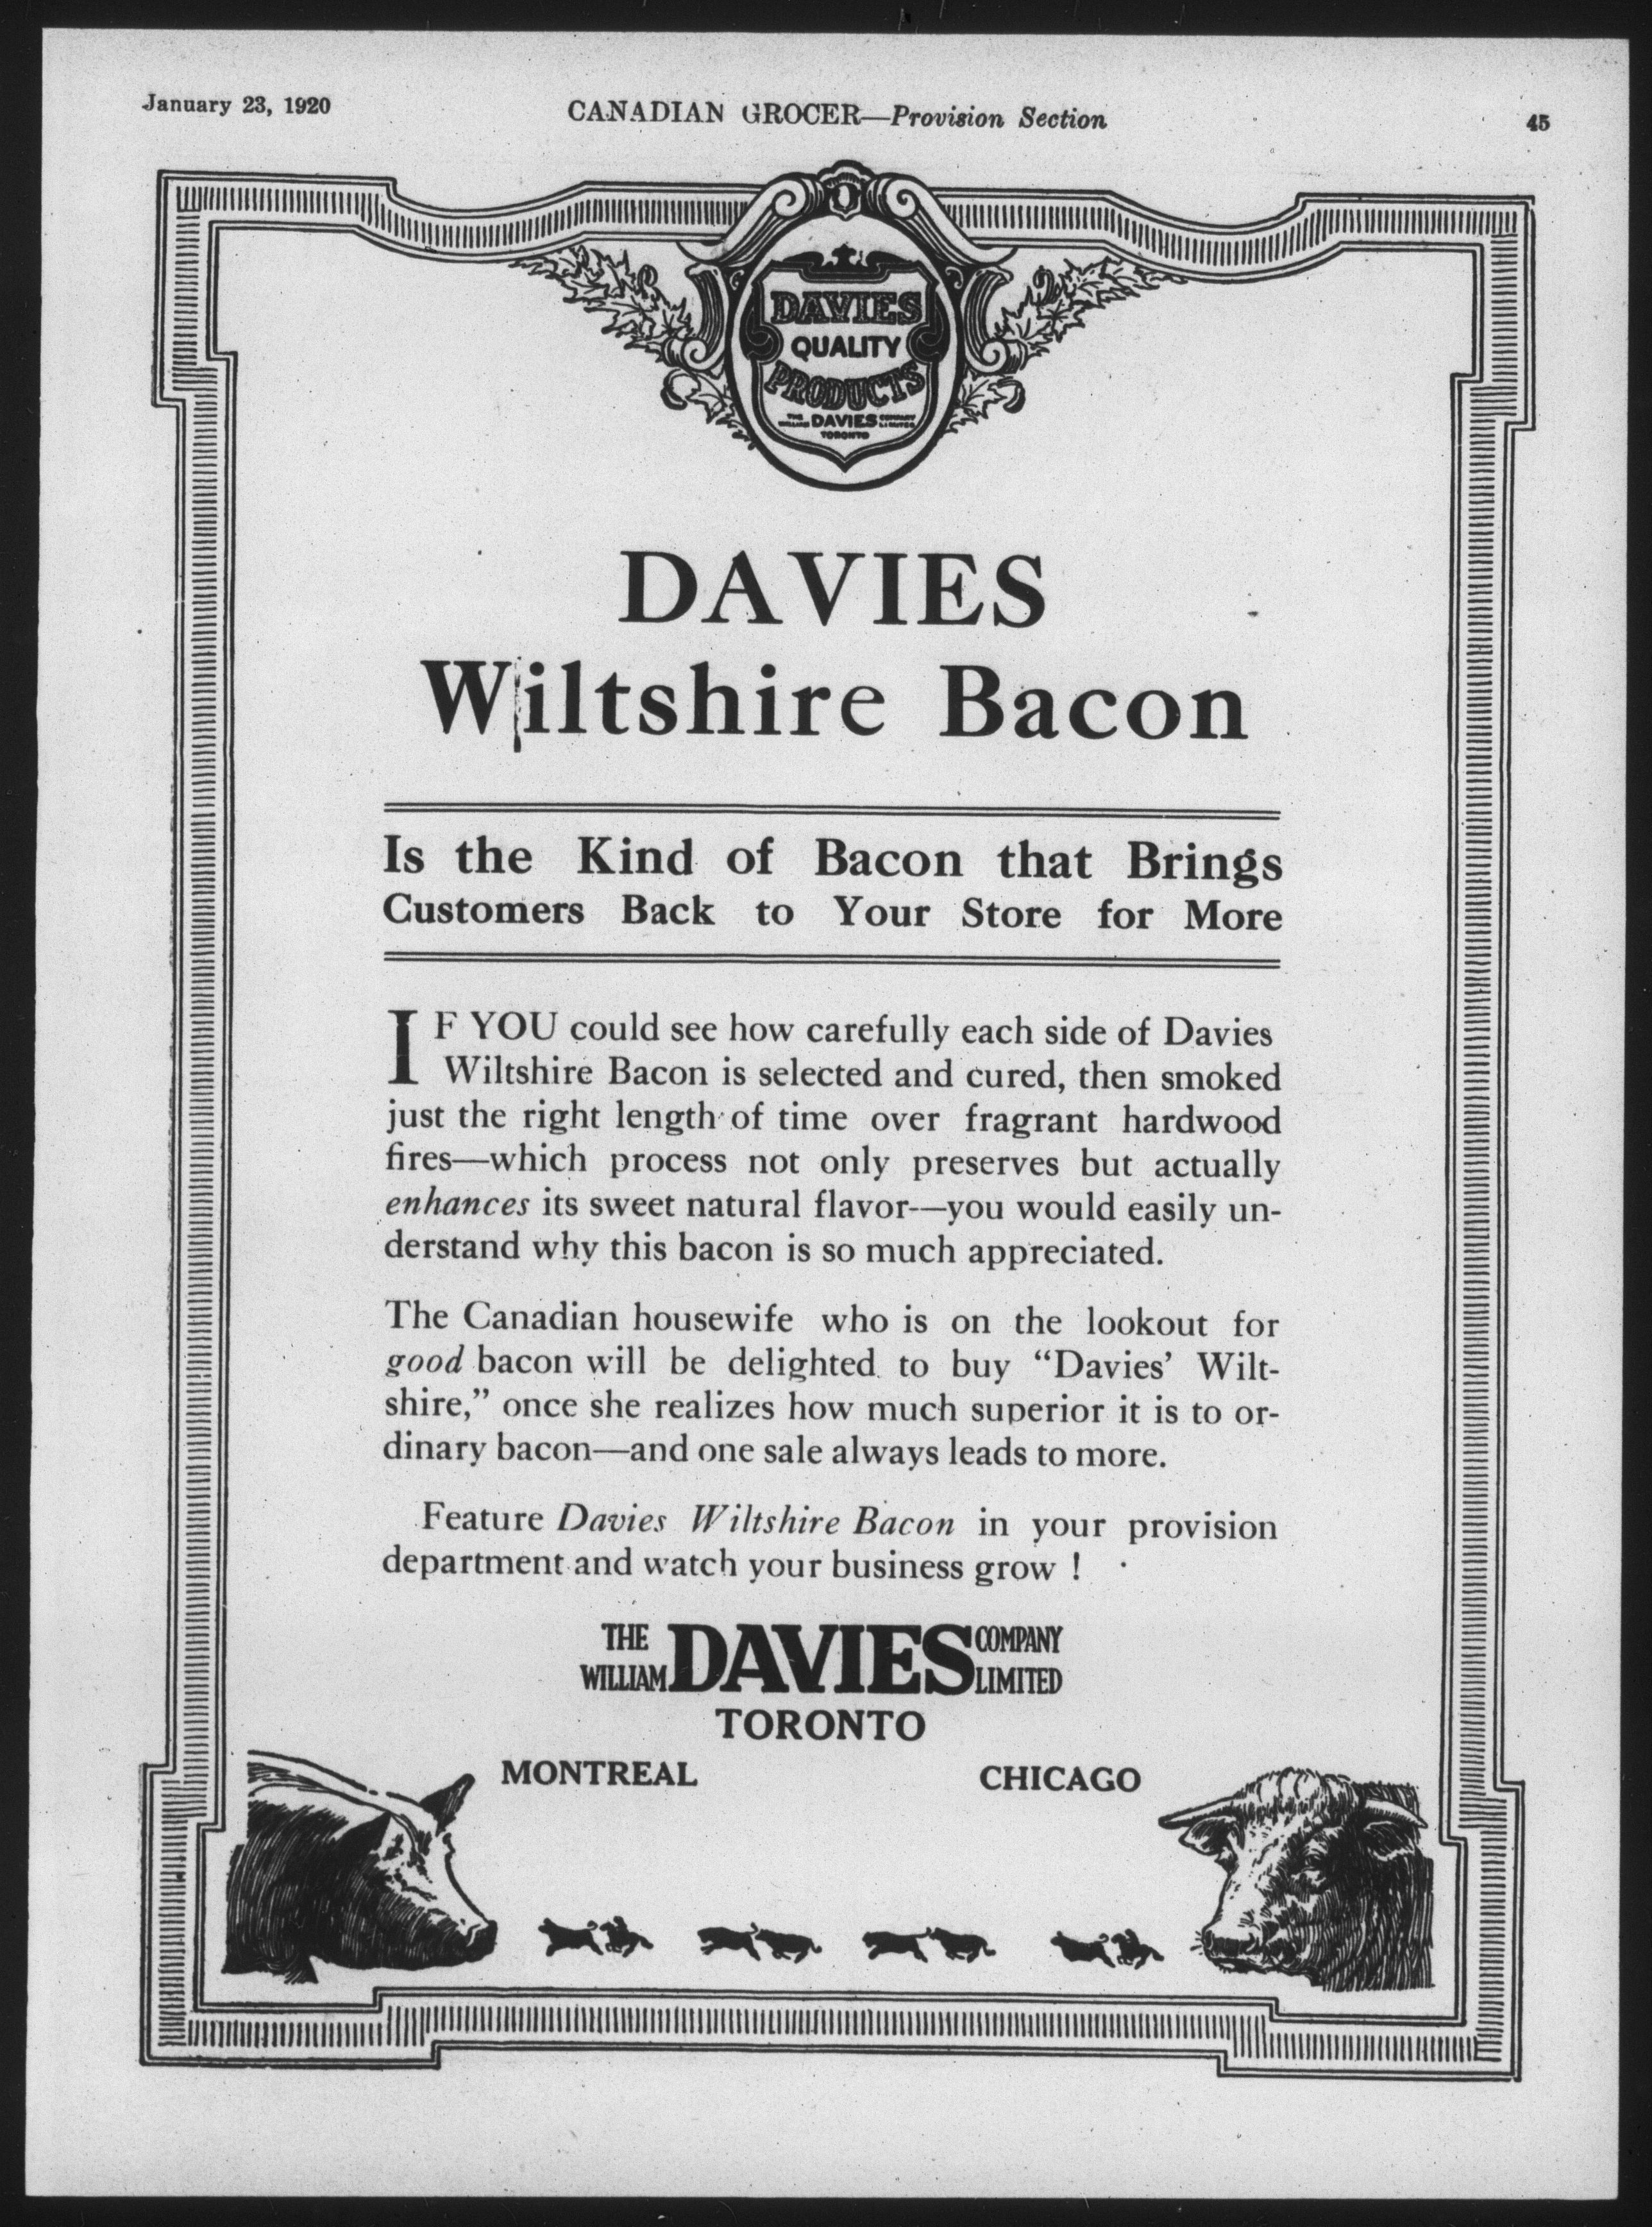 January 23, 1920
CANADIAN GROCER—Provision Section
45
DAVIES
QUALITY
PRODUCTS
THE WILLIAM DAVIES COMPANY LIMITED
TORONTO
DAVIES
Wiltshire Bacon
Is the Kind of Bacon that Brings
Customers Back to Your Store for More
IF YOU could see how carefully each side of Davies
Wiltshire Bacon is selected and cured, then smoked
just the right length of time over fragrant hardwood
fires—which process not only preserves but actually
enhances its sweet natural flavor—you would easily un-
derstand why this bacon is so much appreciated.
The Canadian housewife who is on the lookout for
good bacon will be delighted to buy “Davies’ Wilt-
shire,” once she realizes how much superior it is to or-
dinary bacon—and one sale always leads to more.
Feature Davies Wiltshire Bacon in your provision
department and watch your business grow !
THE WILLIAM DAVIES COMPANY LIMITED
TORONTO
MONTREAL CHICAGO